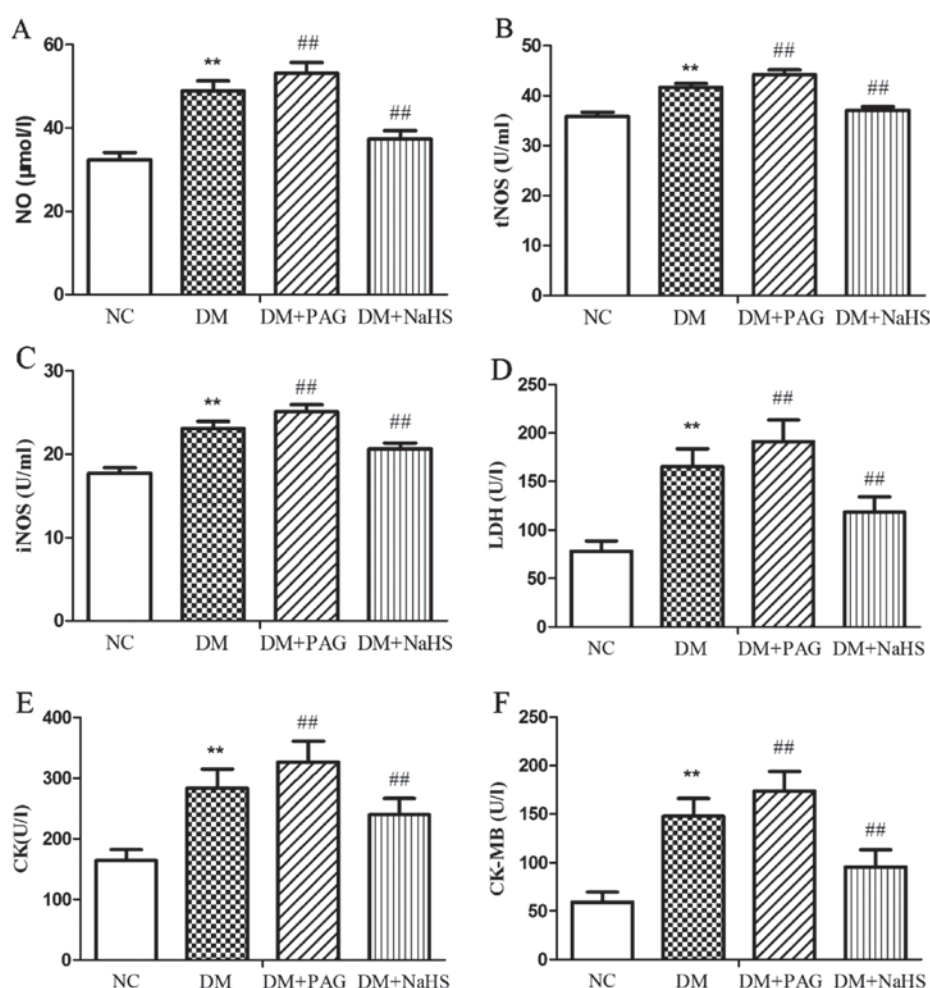 A
NO (µmol/l)
60
40
20
0
**
##
##
NC DM DM+PAG DM+NaHS
B
tNOS (U/ml)
50
40
30
20
10
0
**
##
##
NC DM DM+PAG DM+NaHS
C
iNOS (U/ml)
30
20
10
0
**
##
##
NC DM DM+PAG DM+NaHS
D
LDH (U/l)
250
200
150
100
50
0
**
##
##
NC DM DM+PAG DM+NaHS
E
CK(U/l)
400
300
200
100
0
**
##
##
NC DM DM+PAG DM+NaHS
F
CK-MB (U/l)
250
200
150
100
50
0
**
##
##
NC DM DM+PAG DM+NaHS